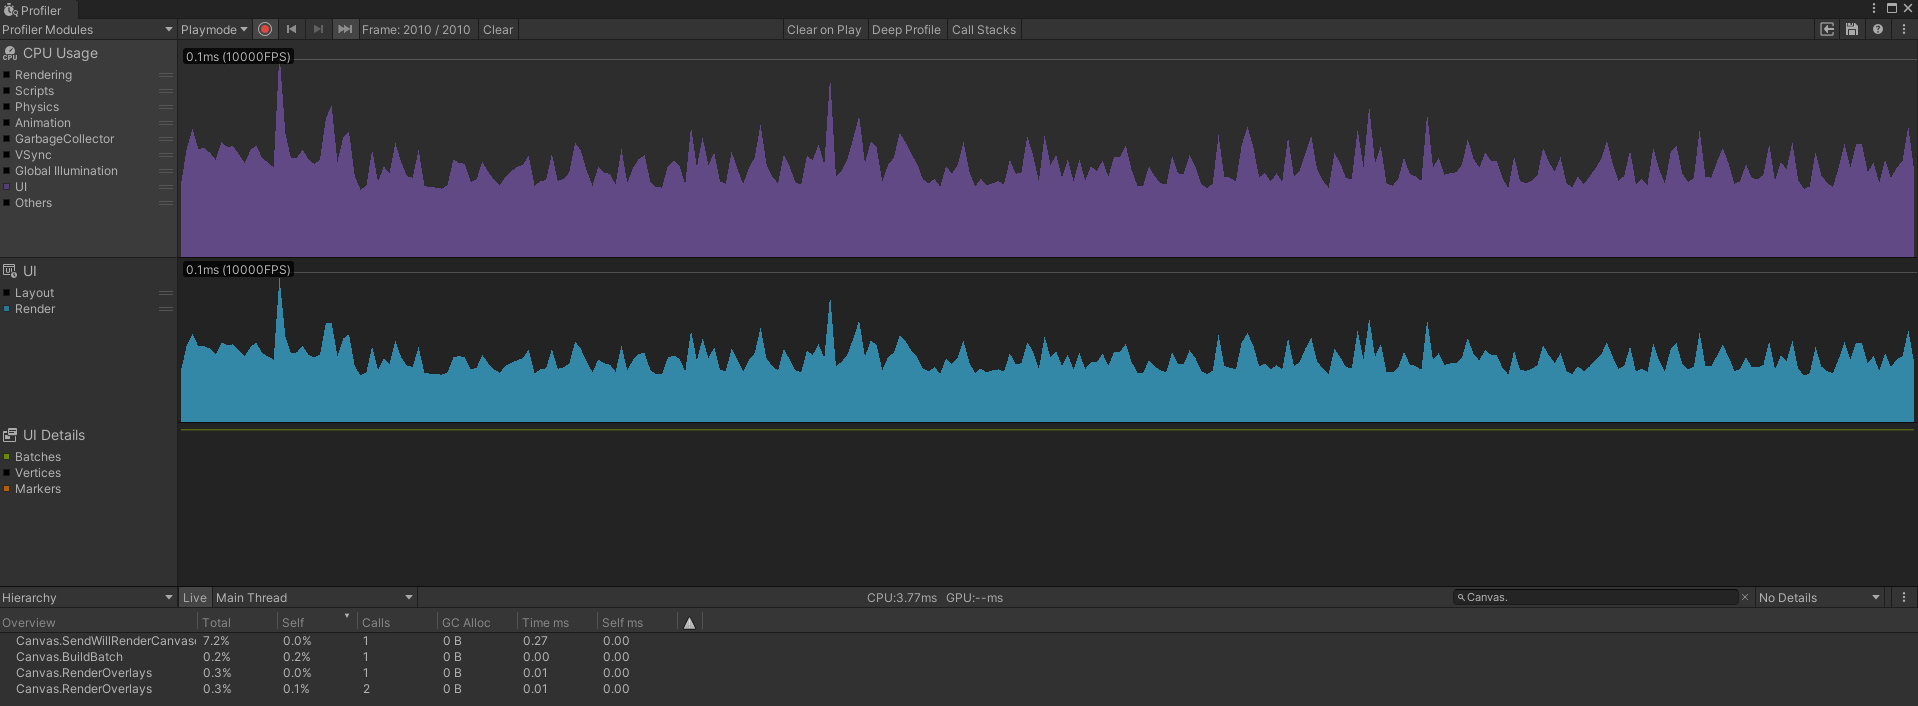 Profiler
Profiler Modules Playmode Frame: 2010 / 2010 Clear Clear on Play Deep Profile Call Stacks
CPU Usage
CPU
0.1ms (10000FPS)
Rendering
Scripts
Physics
Animation
GarbageCollector
VSync
Global Illumination
UI
Others
UI
0.1ms (10000FPS)
Layout
Render
UI Details
Batches
Vertices
Markers
Hierarchy Live Main Thread CPU:3.77ms GPU:--ms Canvas. No Details
Overview Total Self Calls GC Alloc Time ms Self ms
Canvas.SendWillRenderCanvas 7.2% 0.0% 1 0 B 0.27 0.00
Canvas.BuildBatch 0.2% 0.2% 1 0 B 0.00 0.00
Canvas.RenderOverlays 0.3% 0.0% 1 0 B 0.01 0.00
Canvas.RenderOverlays 0.3% 0.1% 2 0 B 0.01 0.00